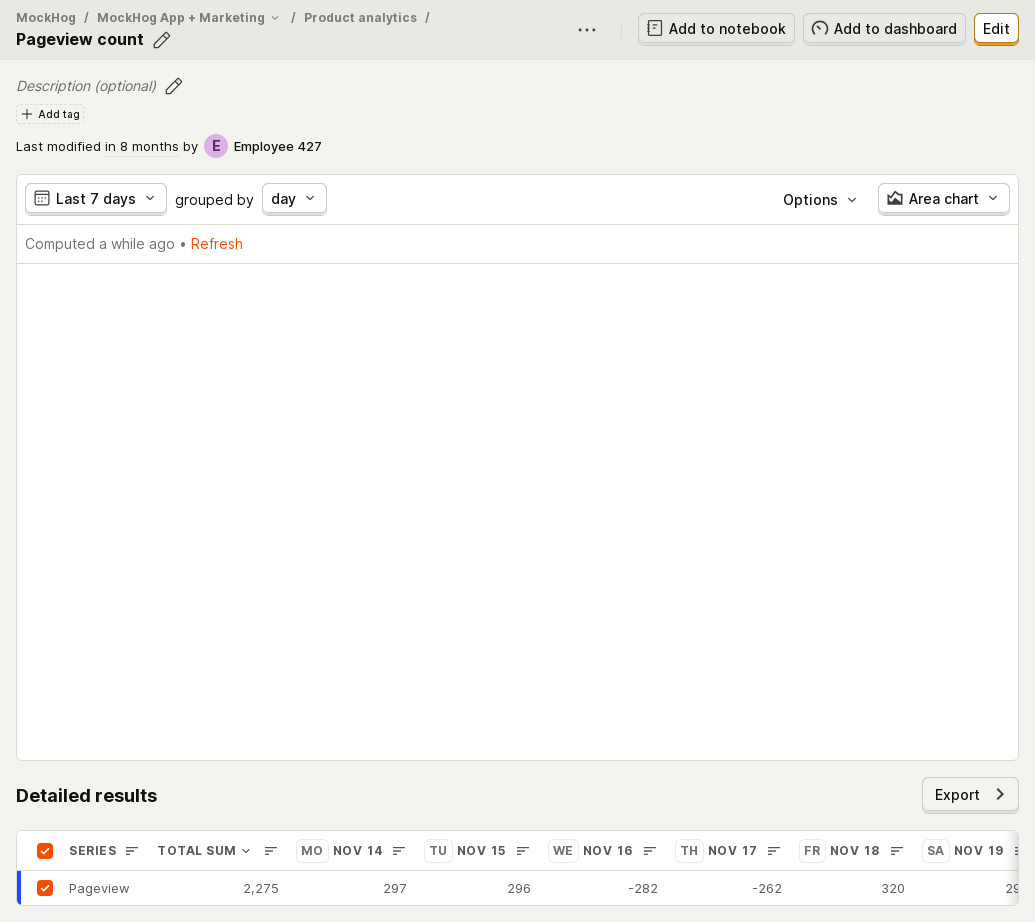 MockHog / MockHog App + Marketing / Product analytics /
Pageview count
Add to notebook
Add to dashboard
Edit
Description (optional)
Add tag
Last modified in 8 months by E Employee 427
Last 7 days grouped by day
Options
Area chart
Computed a while ago • Refresh
Detailed results
Export
SERIES TOTAL SUM MO NOV 14 TU NOV 15 WE NOV 16 TH NOV 17 FR NOV 18 SA NOV 19
Pageview 2,275 297 296 -282 -262 320